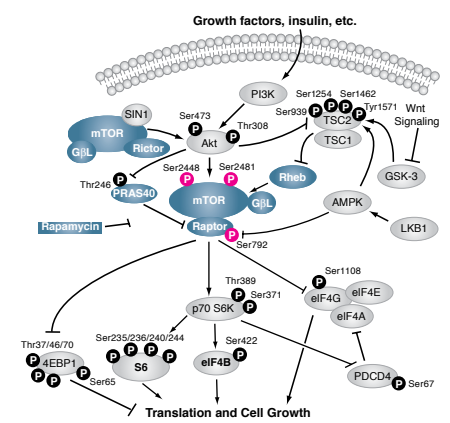 Growth factors, insulin, etc.
PI3K
Ser1254 Ser1462
Ser939
P P P P
Tyr1571
TSC2
TSC1
Wnt
Signaling
SIN1
mTOR
GβL
Rictor
Ser473
P
P
Thr308
Akt
GSK-3
Ser2448
Ser2481
P
P
Rheb
Thr246
P
PRAS40
mTOR
GβL
AMPK
LKB1
Rapamycin
Raptor
P
Ser792
Thr389
P
P
Ser371
p70 S6K
Ser1108
P
eIF4G
eIF4E
eIF4A
Thr37/46/70
P
P
P
P
4EBP1
Ser65
Ser235/236/240/244
P P P P
S6
Ser422
P
eIF4B
PDCD4
P
Ser67
Translation and Cell Growth